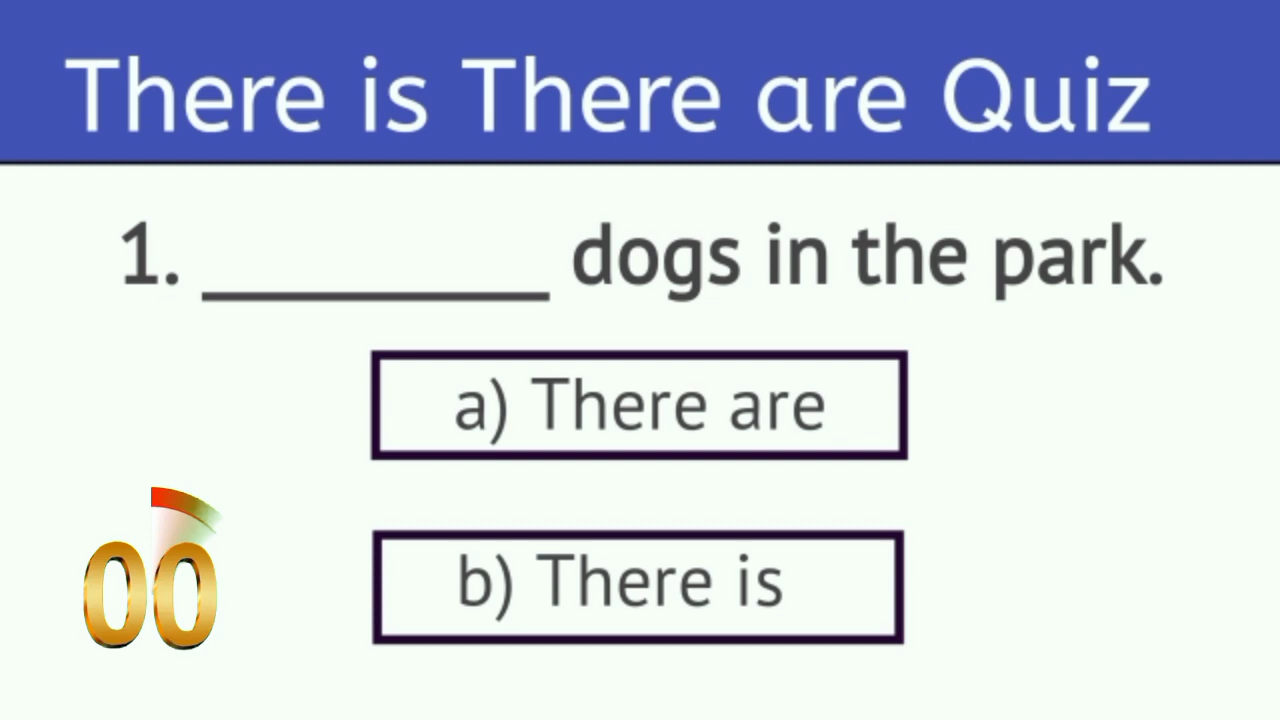 There is There are Quiz
1. __________ dogs in the park.
a) There are
b) There is
00